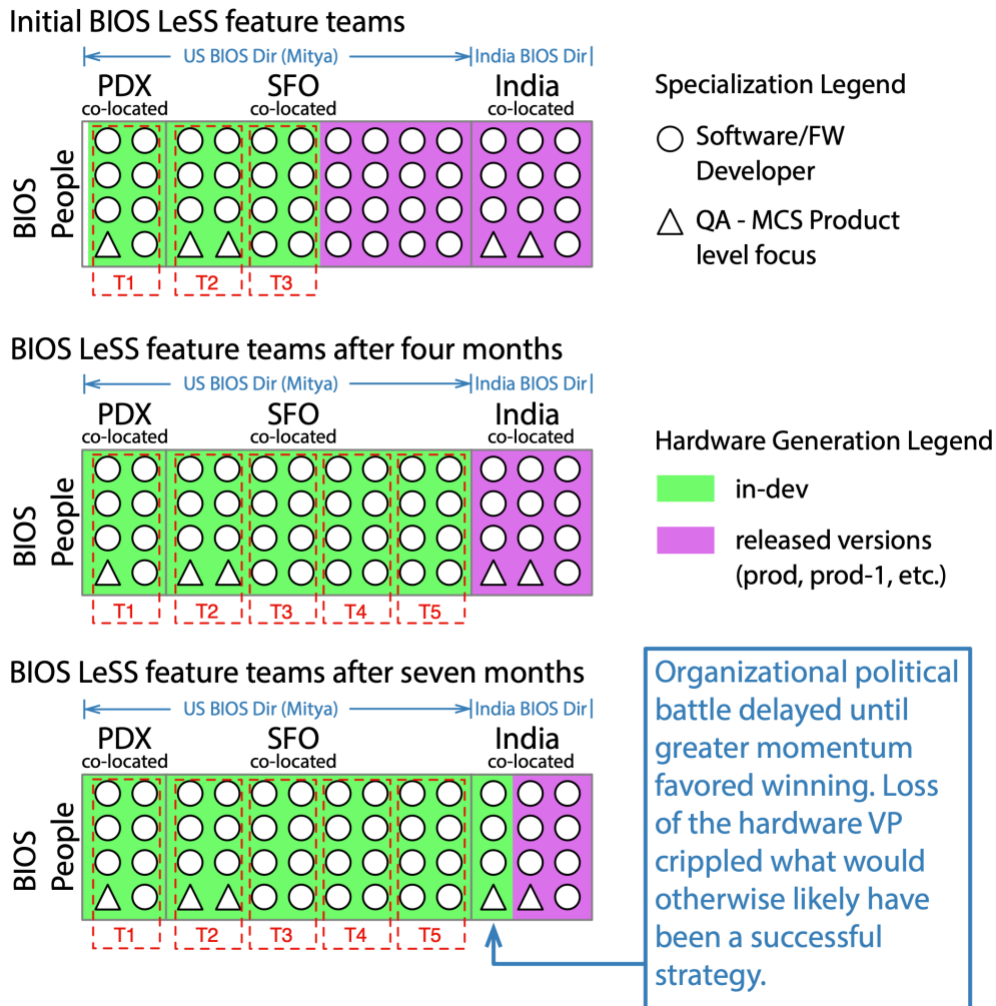 Initial BIOS LeSS feature teams
US BIOS Dir (Mitya)
India BIOS Dir
PDX
co-located
SFO
co-located
India
co-located
BIOS
People
T1
T2
T3
Specialization Legend
Software/FW
Developer
QA - MCS Product
level focus
BIOS LeSS feature teams after four months
US BIOS Dir (Mitya)
India BIOS Dir
PDX
co-located
SFO
co-located
India
co-located
BIOS
People
T1
T2
T3
T4
T5
Hardware Generation Legend
in-dev
released versions
(prod, prod-1, etc.)
BIOS LeSS feature teams after seven months
US BIOS Dir (Mitya)
India BIOS Dir
PDX
co-located
SFO
co-located
India
co-located
BIOS
People
T1
T2
T3
T4
T5
Organizational political
battle delayed until
greater momentum
favored winning. Loss
of the hardware VP
crippled what would
otherwise likely have
been a successful
strategy.